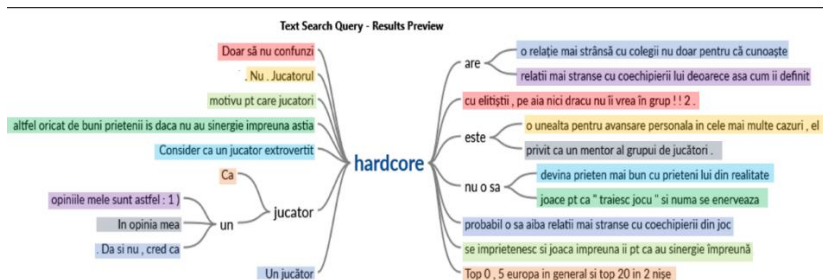 Text Search Query - Results Preview
Doar să nu confunzi
. Nu . Jucatorul
motivu pt care jucatori
altfel oricat de buni prietenii is daca nu au sinergie impreuna astia
Consider ca un jucator extrovertit
Ca
opiniile mele sunt astfel : 1 )
In opinia mea
. Da si nu , cred ca
un
jucator
Un jucător
hardcore
are
o relație mai strânsă cu colegii nu doar pentru că cunoaște
relatii mai stranse cu coechipierii lui deoarece asa cum ii definit
cu elitiștii , pe aia nici dracu nu îi vrea în grup ! ! 2 .
este
o unealta pentru avansare personala in cele mai multe cazuri , el
privit ca un mentor al grupui de jucători .
nu o sa
devina prieten mai bun cu prieteni lui din realitate
joace pt ca " traiesc jocu " si numa se enerveaza
probabil o sa aiba relatii mai stranse cu coechipierii din joc
se imprietenesc si joaca impreuna ii pt ca au sinergie împreună
Top 0 , 5 europa in general si top 20 in 2 nișe